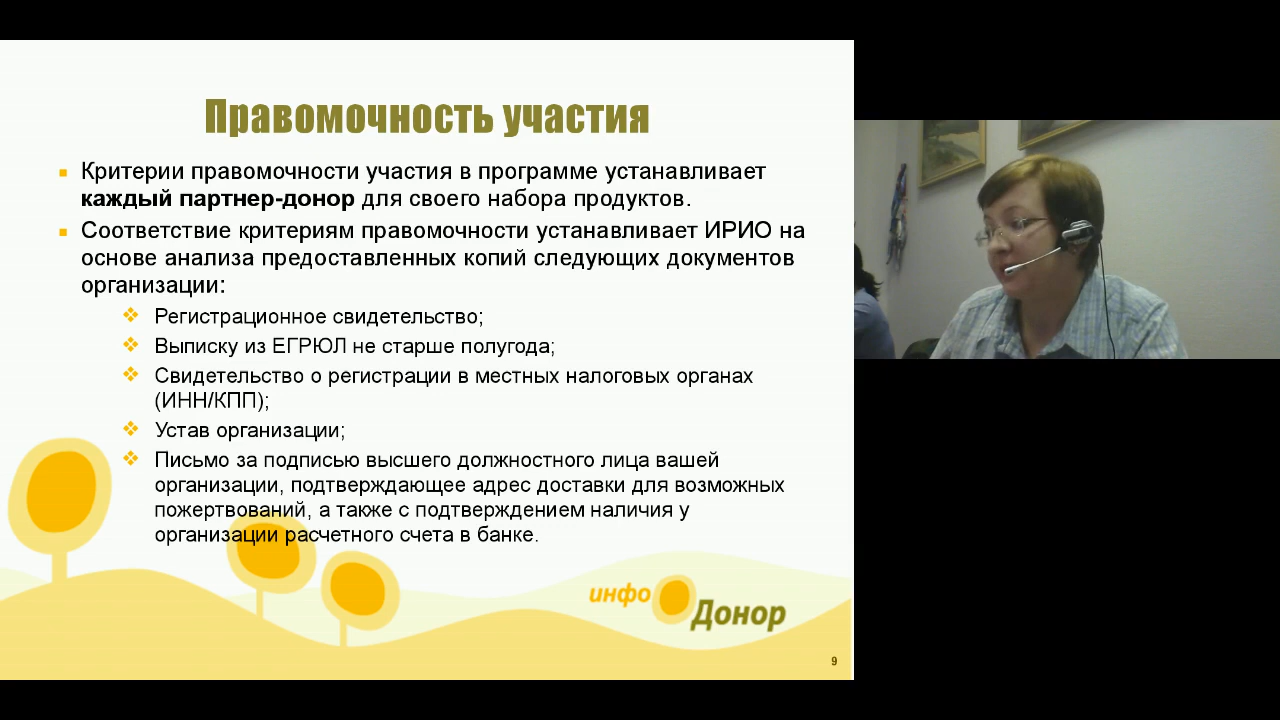 Правомочность участия
Критерии правомочности участия в программе устанавливает
каждый партнер-донор для своего набора продуктов.
Соответствие критериям правомочности устанавливает ИРИО на
основе анализа предоставленных копий следующих документов
организации:
Регистрационное свидетельство;
Выписку из ЕГРЮЛ не старше полугода;
Свидетельство о регистрации в местных налоговых органах
(ИНН/КПП);
Устав организации;
Письмо за подписью высшего должностного лица вашей
организации, подтверждающее адрес доставки для возможных
пожертвований, а также с подтверждением наличия у
организации расчетного счета в банке.
инфо
Донор
9